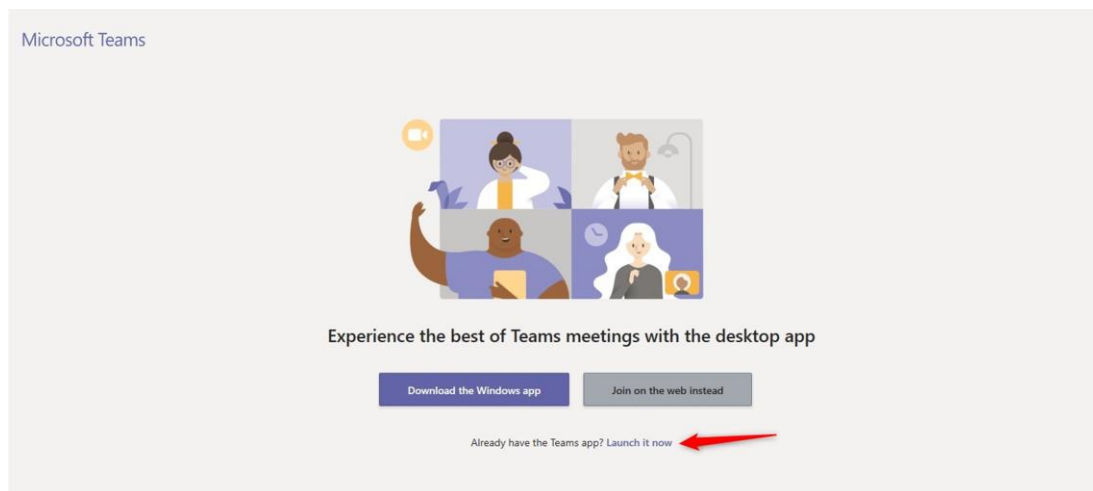 Microsoft Teams
Experience the best of Teams meetings with the desktop app
Download the Windows app
Join on the web instead
Already have the Teams app? Launch it now